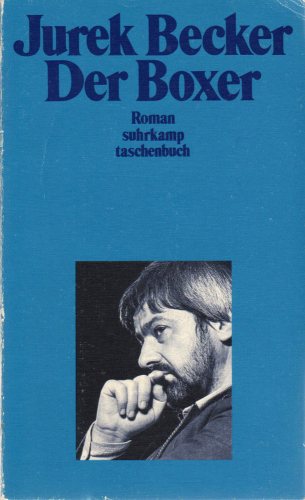 Jurek Becker
Der Boxer
Roman
suhrkamp
taschenbuch